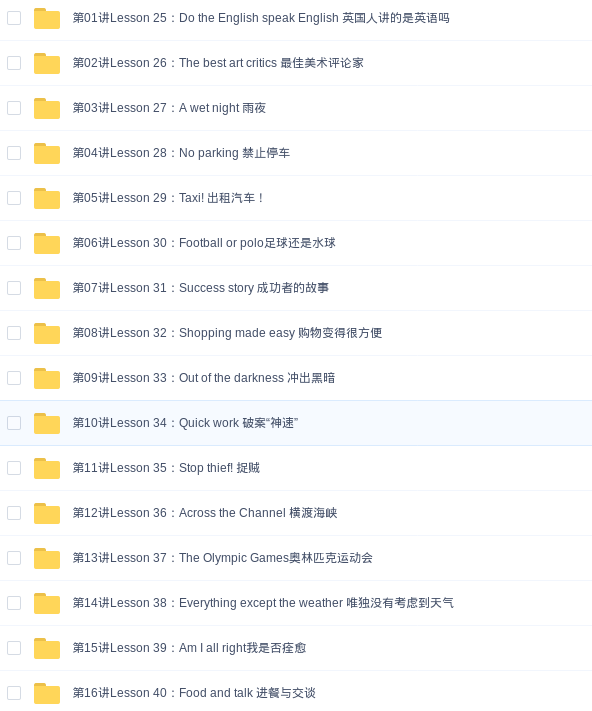 第01讲Lesson 25：Do the English speak English 英国人讲的是英语吗
第02讲Lesson 26：The best art critics 最佳美术评论家
第03讲Lesson 27：A wet night 雨夜
第04讲Lesson 28：No parking 禁止停车
第05讲Lesson 29：Taxi! 出租汽车！
第06讲Lesson 30：Football or polo足球还是水球
第07讲Lesson 31：Success story 成功者的故事
第08讲Lesson 32：Shopping made easy 购物变得很方便
第09讲Lesson 33：Out of the darkness 冲出黑暗
第10讲Lesson 34：Quick work 破案“神速”
第11讲Lesson 35：Stop thief! 捉贼
第12讲Lesson 36：Across the Channel 横渡海峡
第13讲Lesson 37：The Olympic Games奥林匹克运动会
第14讲Lesson 38：Everything except the weather 唯独没有考虑到天气
第15讲Lesson 39：Am I all right我是否痊愈
第16讲Lesson 40：Food and talk 进餐与交谈